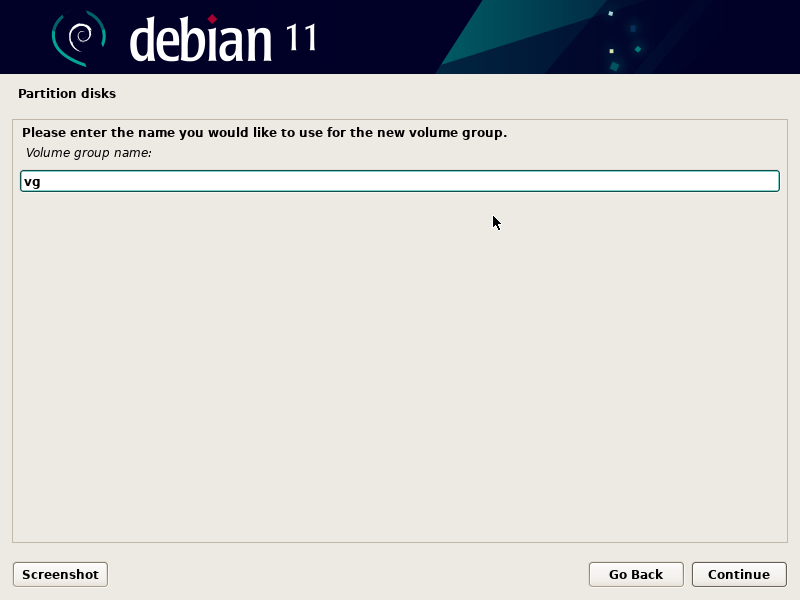 debian 11
Partition disks
Please enter the name you would like to use for the new volume group.
Volume group name:
vg
Screenshot Go Back Continue